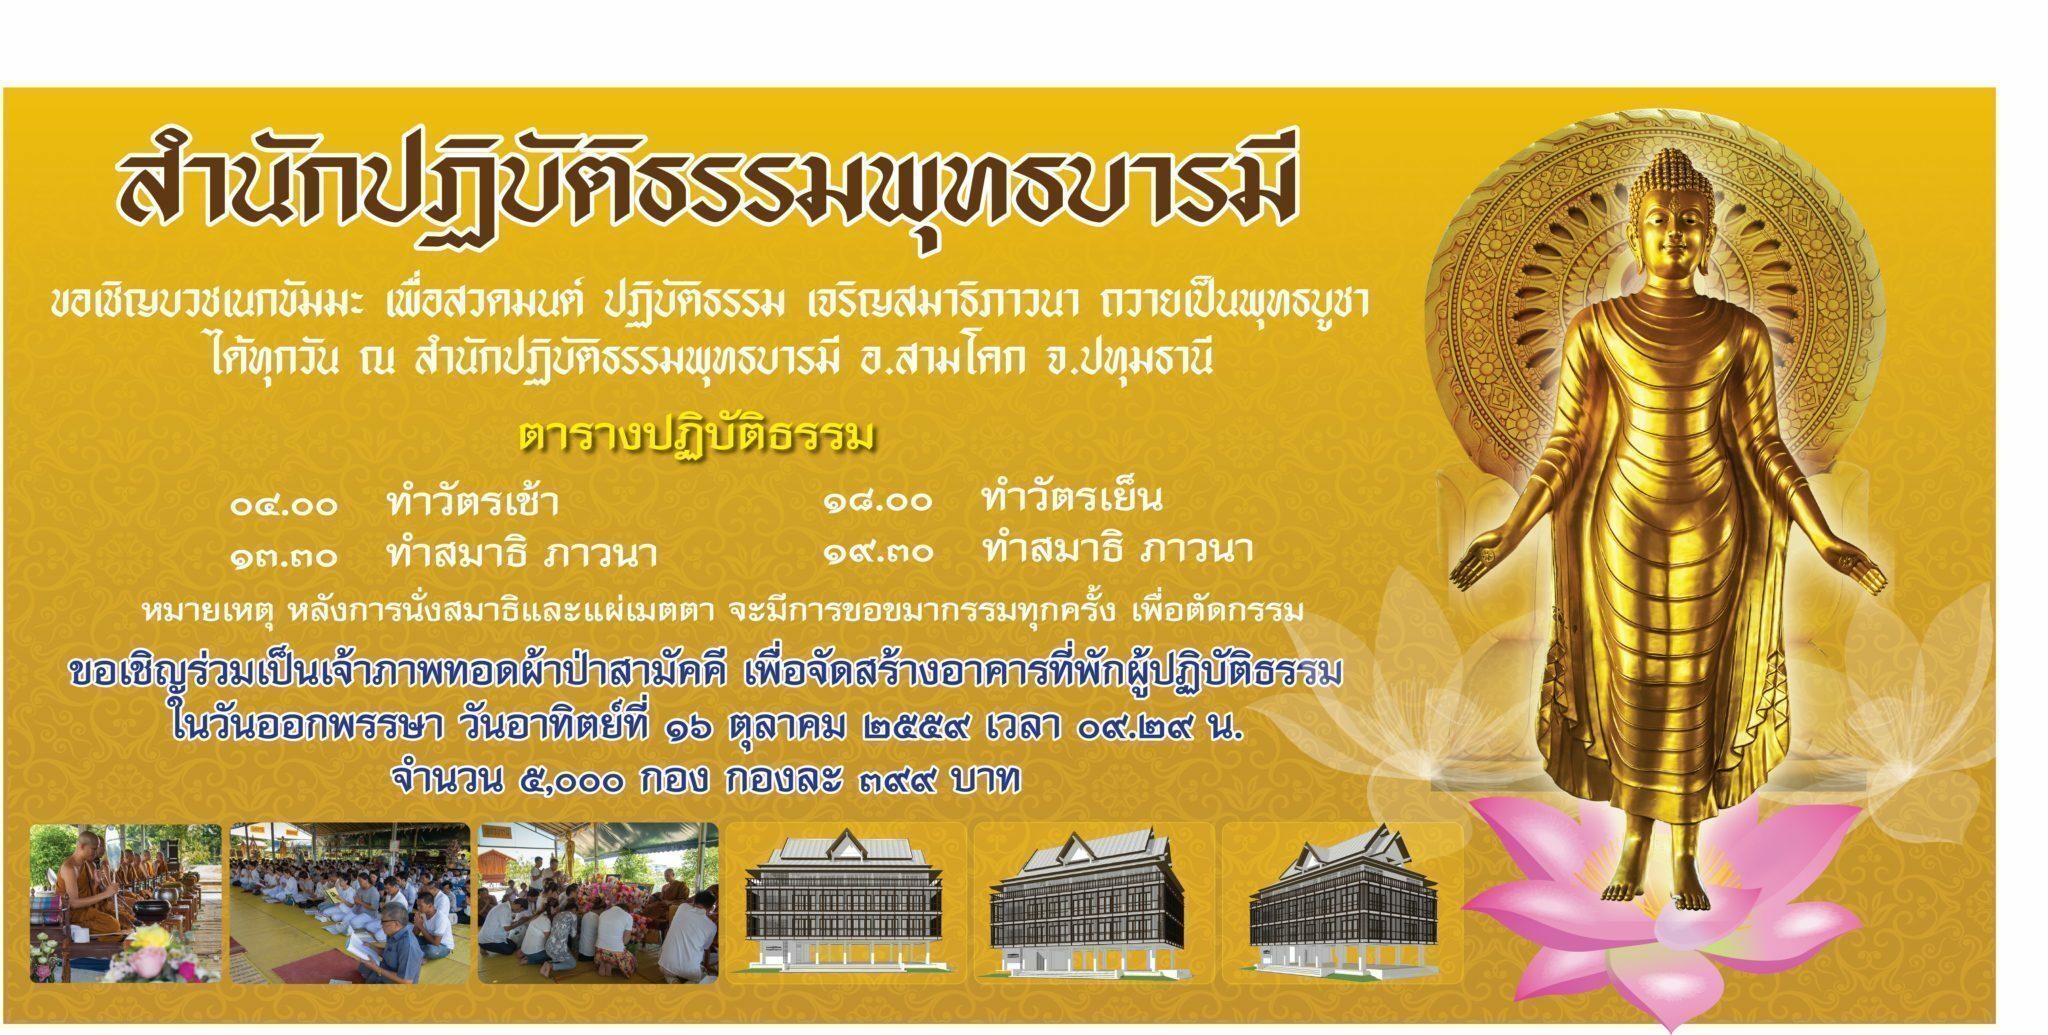 สำนักปฏิบัติธรรมพุทธบารมี
ขอเชิญบวชเนกขัมมะ เพื่อสวดมนต์ ปฏิบัติธรรม เจริญสมาธิภาวนา ถวายเป็นพุทธบูชา
ได้ทุกวัน ณ สำนักปฏิบัติธรรมพุทธบารมี อ.สามโคก จ.ปทุมธานี
ตารางปฏิบัติธรรม
๐๔.๐๐ ทำวัตรเช้า
๑๓.๓๐ ทำสมาธิ ภาวนา
๑๘.๐๐ ทำวัตรเย็น
๑๙.๓๐ ทำสมาธิ ภาวนา
หมายเหตุ หลังการนั่งสมาธิและแผ่เมตตา จะมีการขอขมากรรมทุกครั้ง เพื่อตัดกรรม
ขอเชิญร่วมเป็นเจ้าภาพทอดผ้าป่าสามัคคี เพื่อจัดสร้างอาคารที่พักผู้ปฏิบัติธรรม
ในวันออกพรรษา วันอาทิตย์ที่ ๑๖ ตุลาคม ๒๕๕๙ เวลา ๐๙.๒๙ น.
จำนวน ๕,๐๐๐ กอง กองละ ๓๙๙ บาท